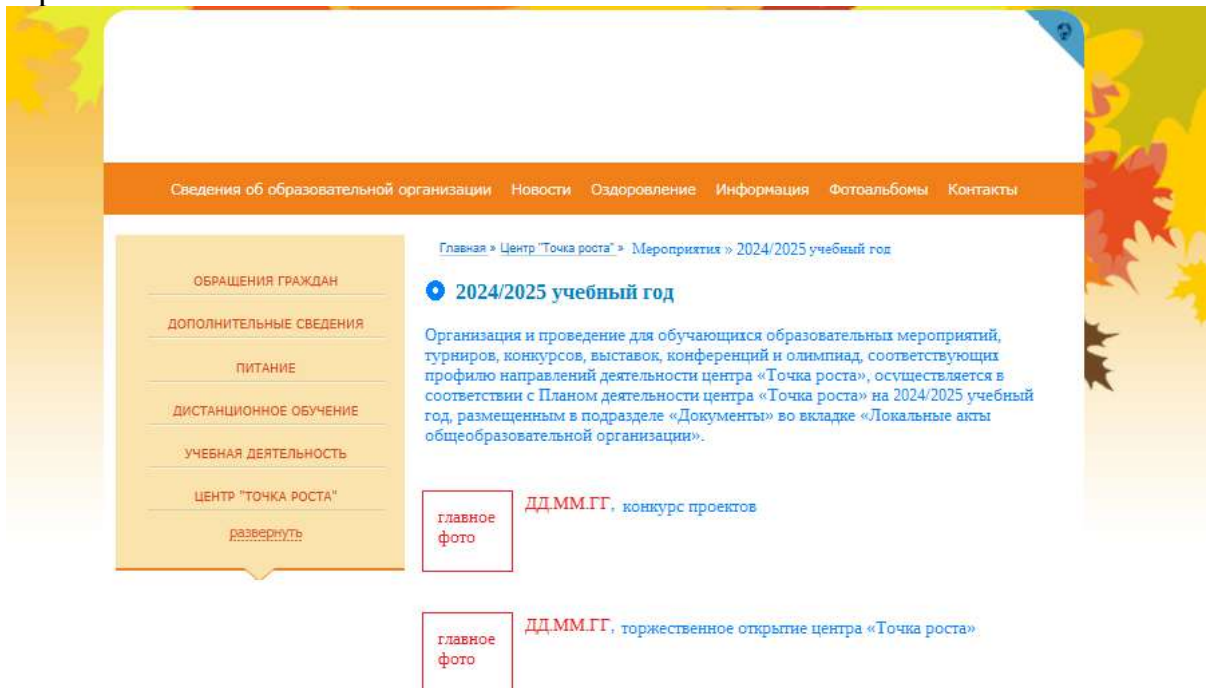 Сведения об образовательной организации Новости Оздоровление Информация Фотоальбомы Контакты
ОБРАЩЕНИЯ ГРАЖДАН
ДОПОЛНИТЕЛЬНЫЕ СВЕДЕНИЯ
ПИТАНИЕ
ДИСТАНЦИОННОЕ ОБУЧЕНИЕ
УЧЕБНАЯ ДЕЯТЕЛЬНОСТЬ
ЦЕНТР "ТОЧКА РОСТА"
развернуть
Главная » Центр "Точка роста" » Мероприятия » 2024/2025 учебный год
2024/2025 учебный год
Организация и проведение для обучающихся образовательных мероприятий,
турниров, конкурсов, выставок, конференций и олимпиад, соответствующих
профилю направлений деятельности центра «Точка роста», осуществляется в
соответствии с Планом деятельности центра «Точка роста» на 2024/2025 учебный
год, размещенным в подразделе «Документы» во вкладке «Локальные акты
общеобразовательной организации».
главное
фото
ДД.ММ.ГГ, конкурс проектов
главное
фото
ДД.ММ.ГГ, торжественное открытие центра «Точка роста»